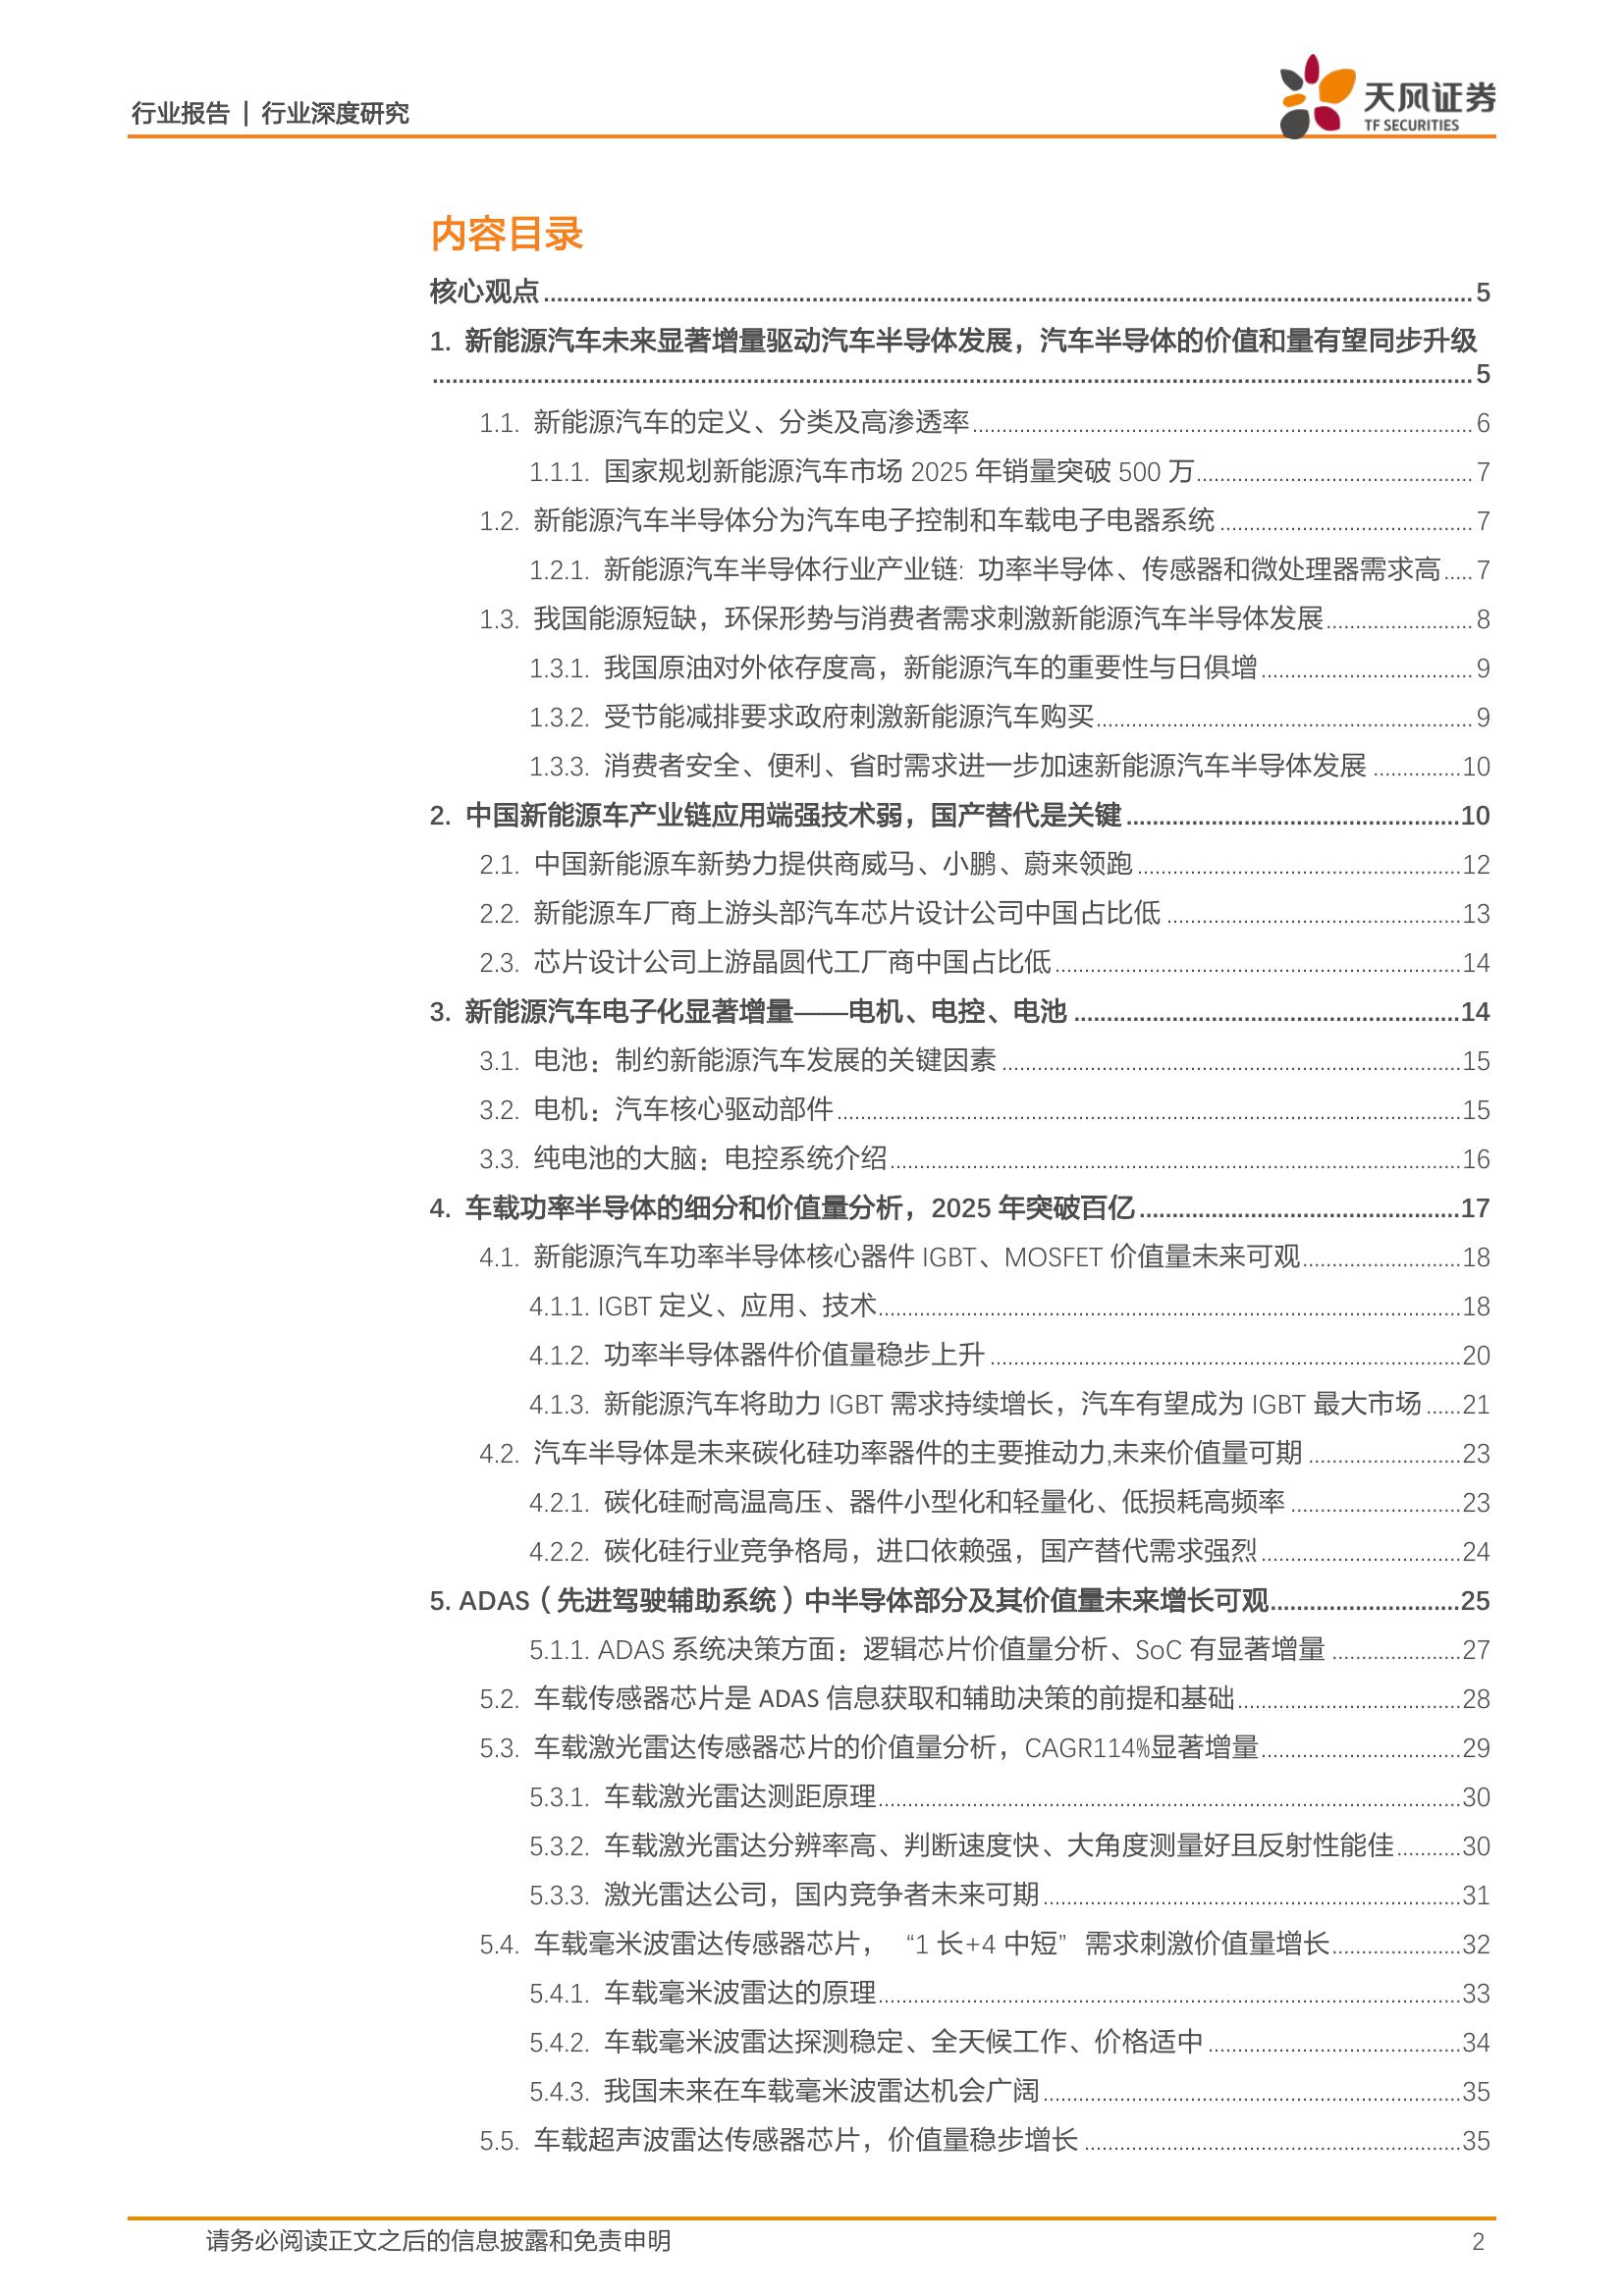 行业报告 | 行业深度研究
天风证券
TF SECURITIES
内容目录
核心观点 5
1. 新能源汽车未来显著增量驱动汽车半导体发展，汽车半导体的价值和量有望同步升级
5
1.1. 新能源汽车的定义、分类及高渗透率 6
1.1.1. 国家规划新能源汽车市场 2025 年销量突破 500 万 7
1.2. 新能源汽车半导体分为汽车电子控制和车载电子电器系统 7
1.2.1. 新能源汽车半导体行业产业链: 功率半导体、传感器和微处理器需求高 7
1.3. 我国能源短缺，环保形势与消费者需求刺激新能源汽车半导体发展 8
1.3.1. 我国原油对外依存度高，新能源汽车的重要性与日俱增 9
1.3.2. 受节能减排要求政府刺激新能源汽车购买 9
1.3.3. 消费者安全、便利、省时需求进一步加速新能源汽车半导体发展 10
2. 中国新能源车产业链应用端强技术弱，国产替代是关键 10
2.1. 中国新能源车新势力提供商威马、小鹏、蔚来领跑 12
2.2. 新能源车厂商上游头部汽车芯片设计公司中国占比低 13
2.3. 芯片设计公司上游晶圆代工厂商中国占比低 14
3. 新能源汽车电子化显著增量——电机、电控、电池 14
3.1. 电池：制约新能源汽车发展的关键因素 15
3.2. 电机：汽车核心驱动部件 15
3.3. 纯电池的大脑：电控系统介绍 16
4. 车载功率半导体的细分和价值量分析，2025 年突破百亿 17
4.1. 新能源汽车功率半导体核心器件 IGBT、MOSFET 价值量未来可观 18
4.1.1. IGBT 定义、应用、技术 18
4.1.2. 功率半导体器件价值量稳步上升 20
4.1.3. 新能源汽车将助力 IGBT 需求持续增长，汽车有望成为 IGBT 最大市场 21
4.2. 汽车半导体是未来碳化硅功率器件的主要推动力,未来价值量可期 23
4.2.1. 碳化硅耐高温高压、器件小型化和轻量化、低损耗高频率 23
4.2.2. 碳化硅行业竞争格局，进口依赖强，国产替代需求强烈 24
5. ADAS（先进驾驶辅助系统）中半导体部分及其价值量未来增长可观 25
5.1.1. ADAS 系统决策方面：逻辑芯片价值量分析、SoC 有显著增量 27
5.2. 车载传感器芯片是 ADAS 信息获取和辅助决策的前提和基础 28
5.3. 车载激光雷达传感器芯片的价值量分析，CAGR114%显著增量 29
5.3.1. 车载激光雷达测距原理 30
5.3.2. 车载激光雷达分辨率高、判断速度快、大角度测量好且反射性能佳 30
5.3.3. 激光雷达公司，国内竞争者未来可期 31
5.4. 车载毫米波雷达传感器芯片，“1 长+4 中短”需求刺激价值量增长 32
5.4.1. 车载毫米波雷达的原理 33
5.4.2. 车载毫米波雷达探测稳定、全天候工作、价格适中 34
5.4.3. 我国未来在车载毫米波雷达机会广阔 35
5.5. 车载超声波雷达传感器芯片，价值量稳步增长 35
请务必阅读正文之后的信息披露和免责申明 2